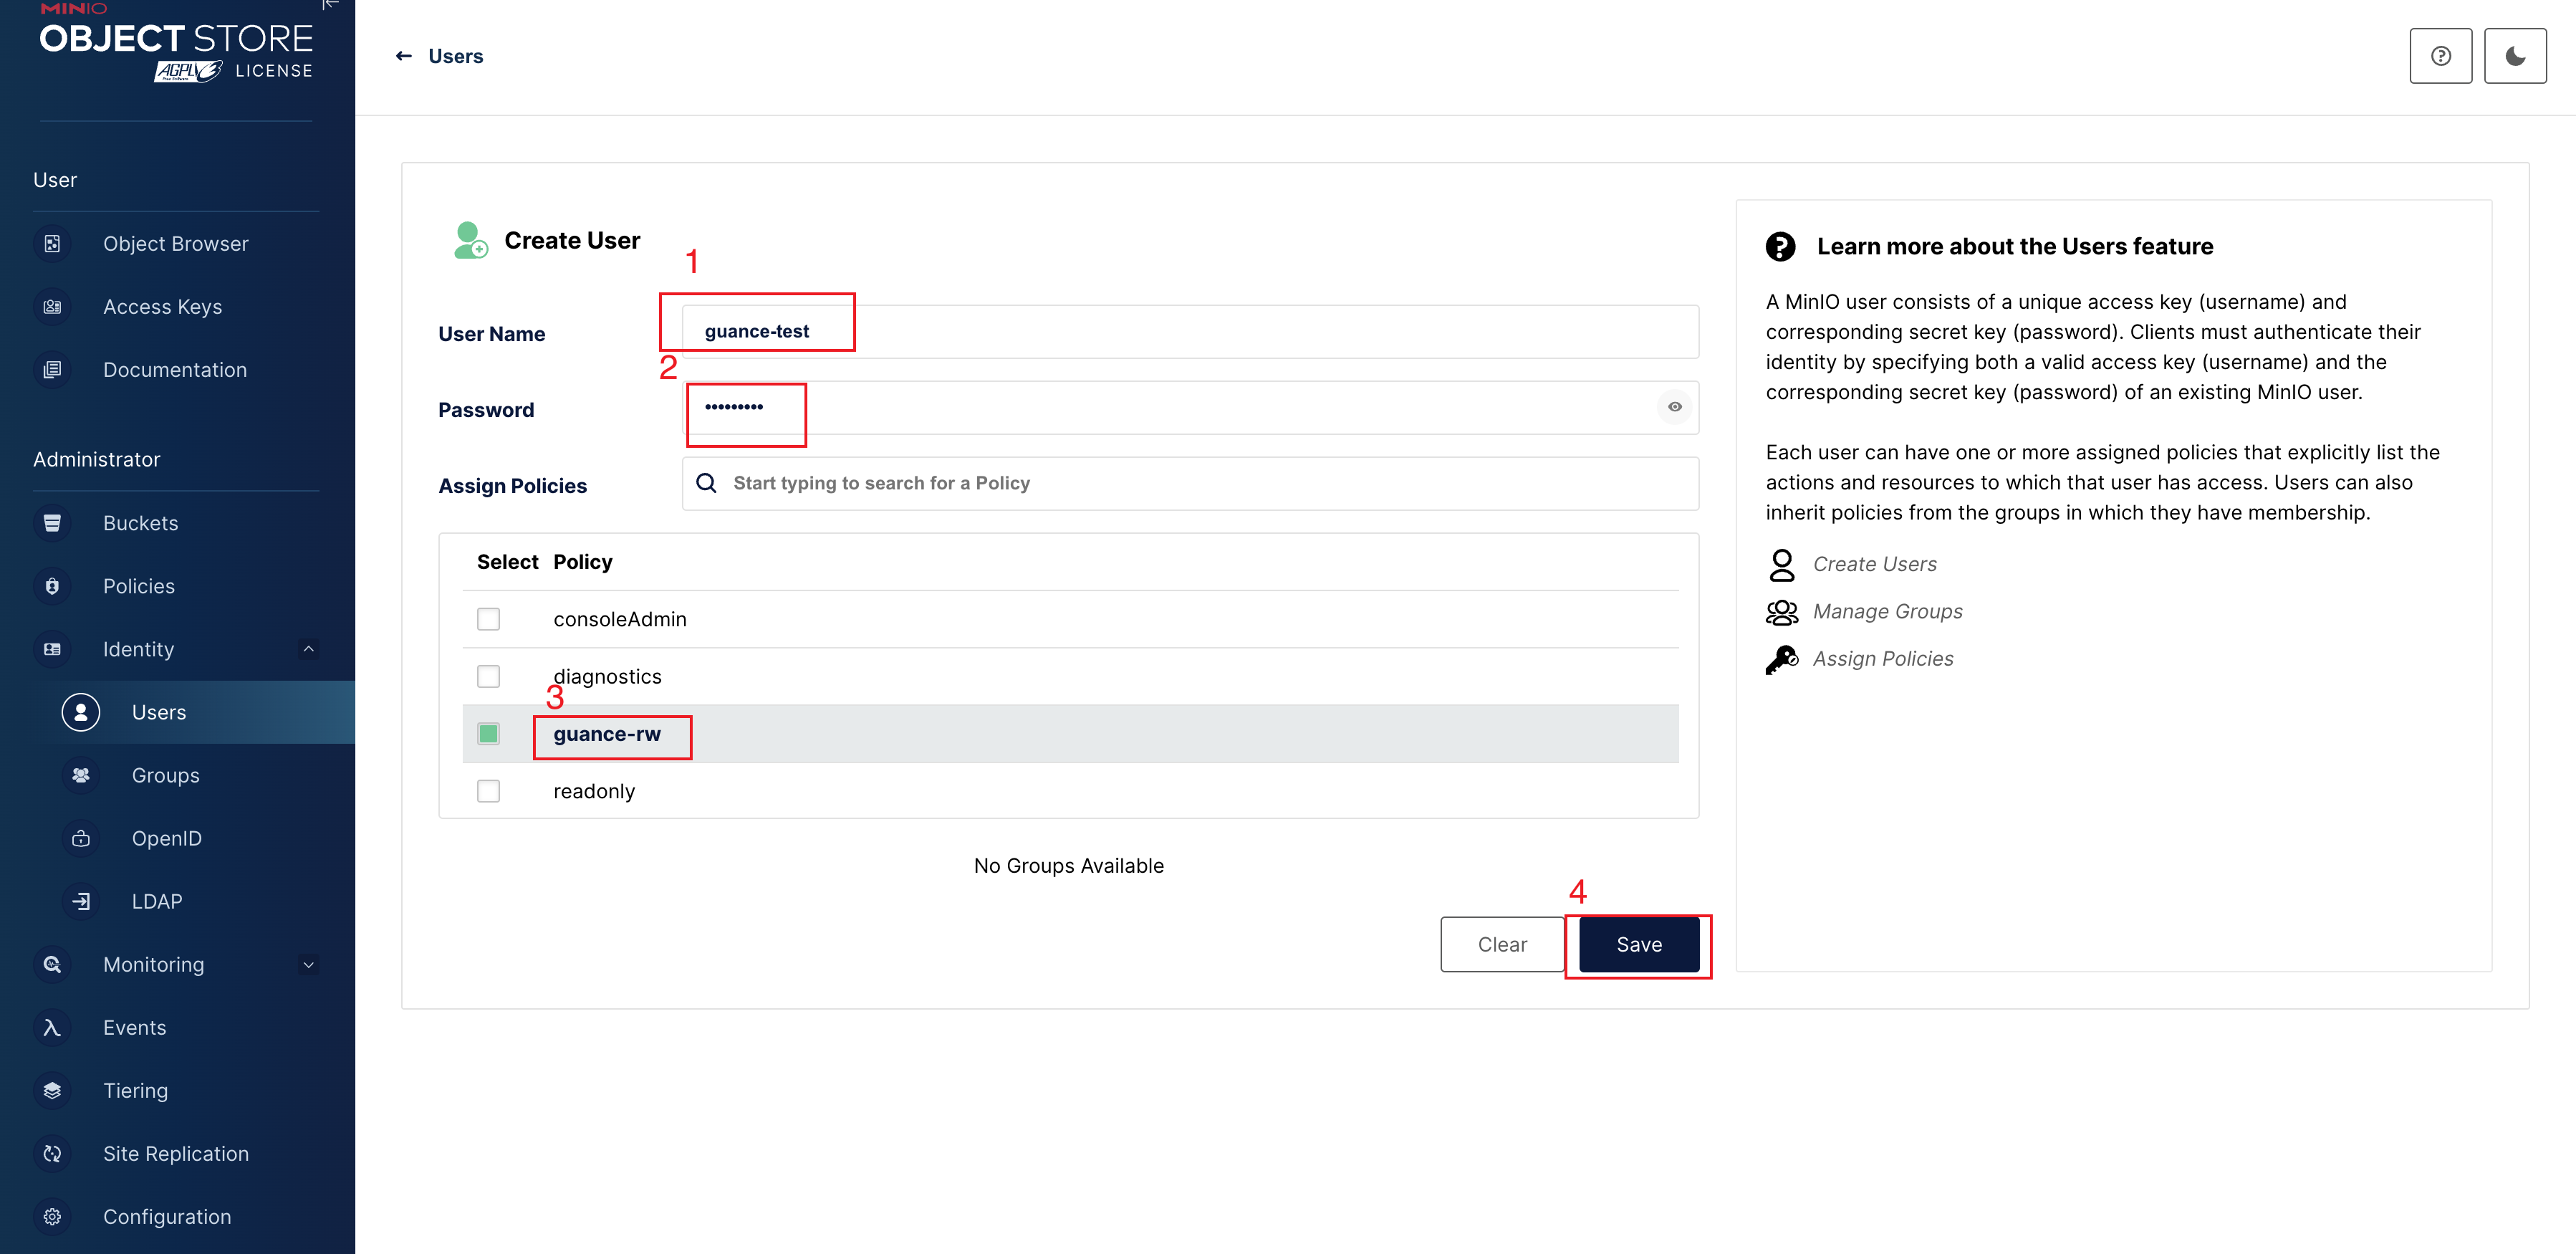 MINIO
OBJECT STORE
AGPL v3 LICENSE
User
Object Browser
Access Keys
Documentation
Administrator
Buckets
Policies
Identity
Users
Groups
OpenID
LDAP
Monitoring
Events
Tiering
Site Replication
Configuration
Users
Create User
1
User Name
guance-test
2
Password
•••••••••
Assign Policies
Start typing to search for a Policy
Select Policy
consoleAdmin
diagnostics
3
guance-rw
readonly
No Groups Available
4
Clear
Save
Learn more about the Users feature
A MinIO user consists of a unique access key (username) and
corresponding secret key (password). Clients must authenticate their
identity by specifying both a valid access key (username) and the
corresponding secret key (password) of an existing MinIO user.
Each user can have one or more assigned policies that explicitly list the
actions and resources to which that user has access. Users can also
inherit policies from the groups in which they have membership.
Create Users
Manage Groups
Assign Policies